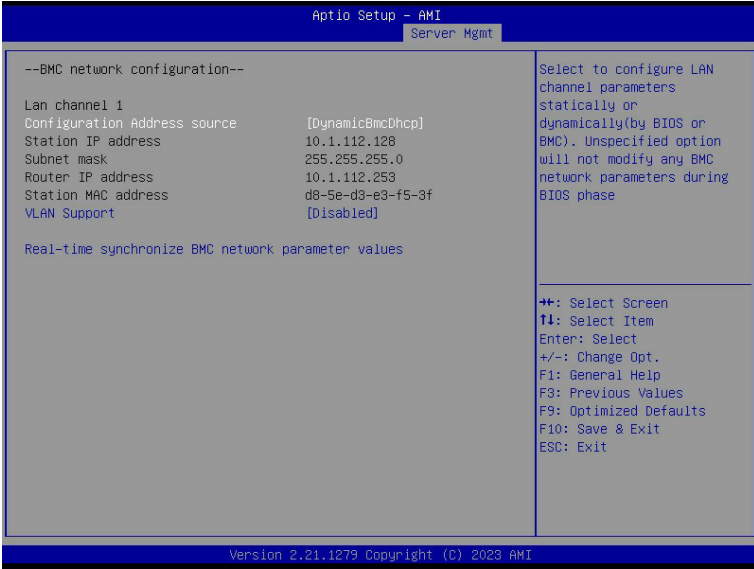 Aptio Setup - AMI
Server Mgmt
--BMC network configuration--
Lan channel 1
Configuration Address source [DynamicBmcDhcp]
Station IP address 10.1.112.128
Subnet mask 255.255.255.0
Router IP address 10.1.112.253
Station MAC address d8-5e-d3-e3-f5-3f
VLAN Support [Disabled]
Real-time synchronize BMC network parameter values
Select to configure LAN
channel parameters
statically or
dynamically(by BIOS or
BMC). Unspecified option
will not modify any BMC
network parameters during
BIOS phase
→←: Select Screen
↑↓: Select Item
Enter: Select
+/-: Change Opt.
F1: General Help
F3: Previous Values
F9: Optimized Defaults
F10: Save & Exit
ESC: Exit
Version 2.21.1279 Copyright (C) 2023 AMI